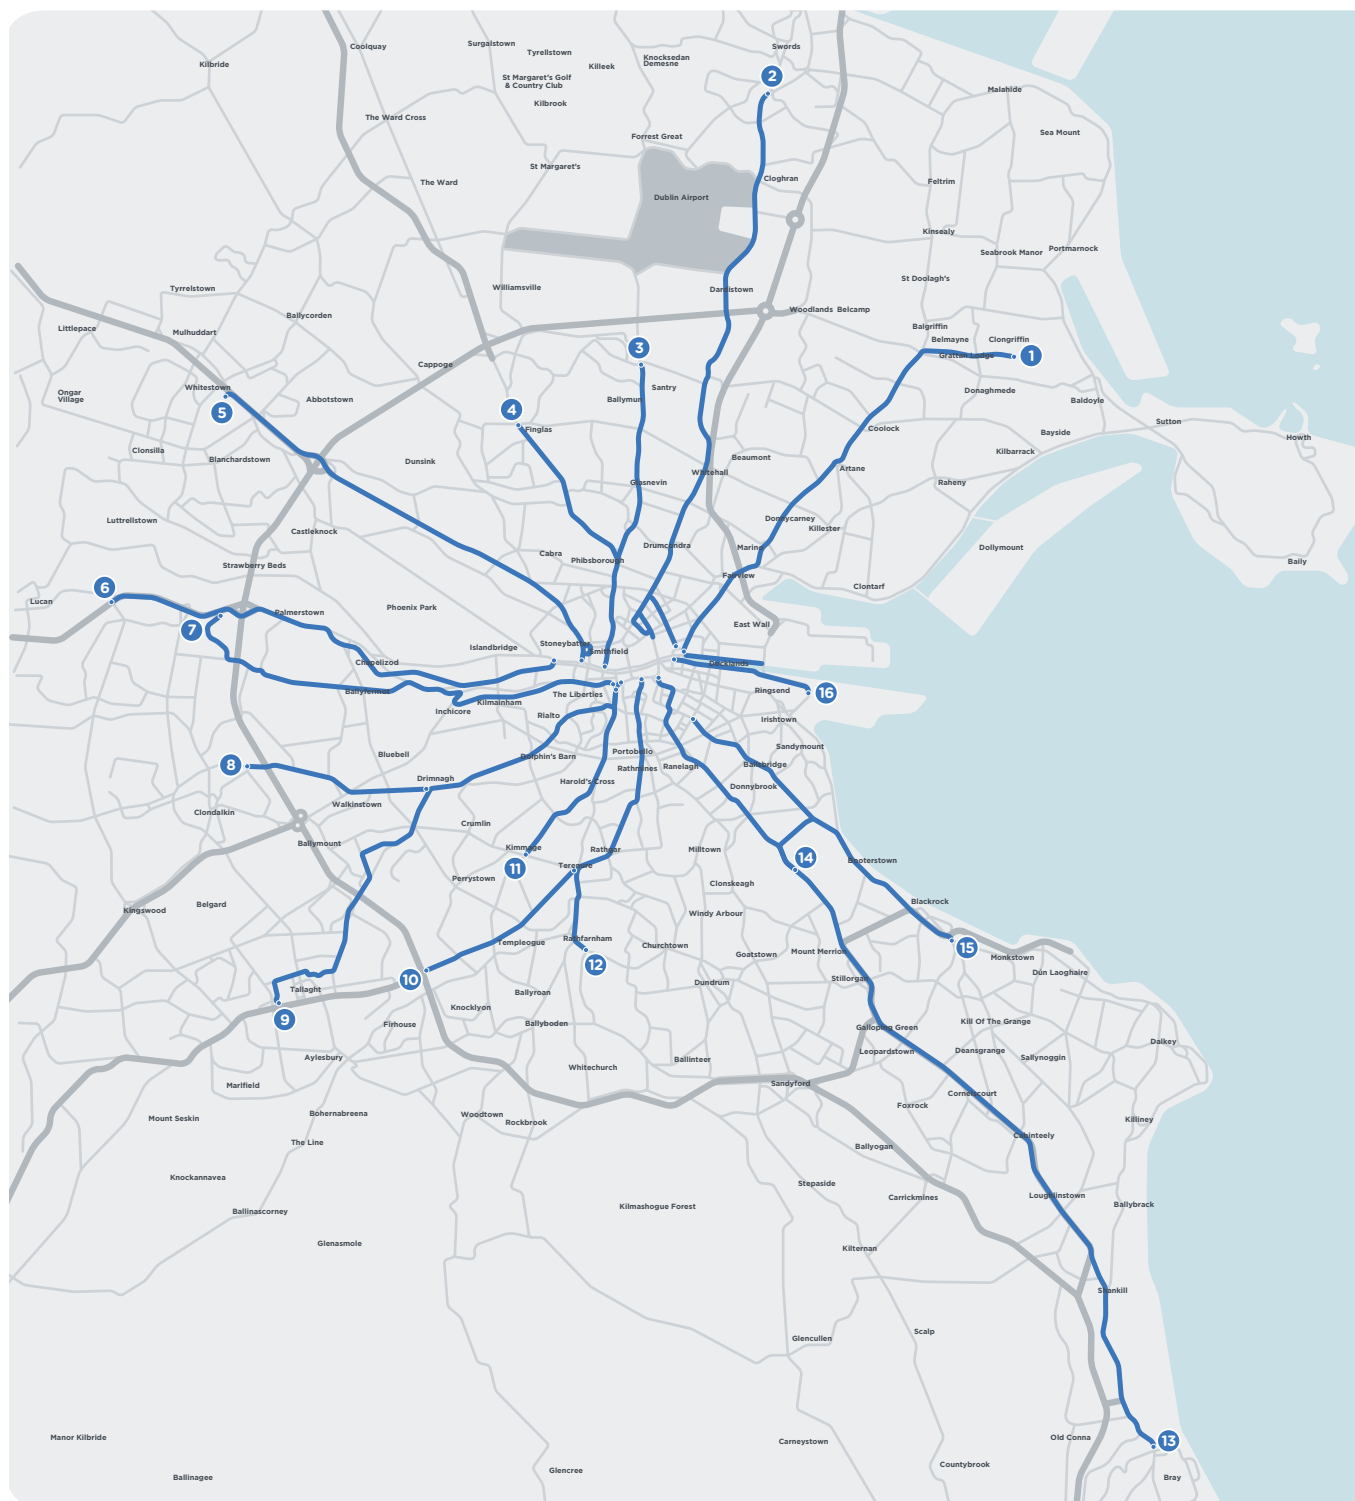 Swords
Coolquay
Surgalstown
Tyrellstown
Knocksedan
Demesne
Kilbride
Killeek
2
St Margaret's Golf
& Country Club
Malahide
Kilbrook
The Ward Cross
Sea Mount
Forrest Great
St Margaret's
The Ward
Cloghran
Feltrim
Dublin Airport
Kinsealy
Seabrook Manor
Portmarnock
St Doolagh's
Tyrrelstown
Williamsville
Dardistown
Ballycorden
Woodlands
Belcamp
Littlepace
Mulhuddart
Balgriffin
Belmayne
Clongriffin
3
Grattan Lodge
1
Cappoge
Whitestown
Santry
Donaghmede
Ongar
Village
Abbotstown
Ballymun
Baldoyle
5
4
Finglas
Coolock
Sutton
Bayside
Howth
Clonsilla
Blanchardstown
Dunsink
Beaumont
Kilbarrack
Whitehall
Artane
Glasnevin
Raheny
Luttrellstown
Castleknock
Donnycarney
Killester
Drumcondra
Marino
Dollymount
Cabra
Phibsborough
Baily
Strawberry Beds
Fairview
6
Clontarf
Lucan
Phoenix Park
Palmerstown
7
East Wall
Islandbridge
Stoneybatter
Smithfield
Chapelizod
Docklands
Ballyfermot
The Liberties
Ringsend
16
Kilmainham
Inchicore
Rialto
Irishtown
Sandymount
Bluebell
Dolphin's Barn
Portobello
8
Rathmines
Ranelagh
Ballsbridge
Drimnagh
Harold's Cross
Donnybrook
Walkinstown
Clondalkin
Crumlin
Ballymount
Kimmage
Rathgar
Milltown
14
Booterstown
11
Terenure
Perrystown
Clonskeagh
Blackrock
Kingswood
Belgard
Windy Arbour
Templeogue
Rathfarnham
Churchtown
15
Goatstown
Mount Merrion
Monkstown
12
Dún Laoghaire
10
Stillorgan
Dundrum
Tallaght
Ballyroan
9
Knocklyon
Firhouse
Ballyboden
Galloping Green
Kill Of The Grange
Dalkey
Aylesbury
Ballinteer
Leopardstown
Deansgrange
Sallynoggin
Whitechurch
Marlfield
Sandyford
Cornelscourt
Foxrock
Mount Seskin
Bohernabreena
Woodtown
Rockbrook
Killiney
The Line
Cabinteely
Ballyogan
Knockannavea
Stepaside
Carrickmines
Loughlinstown
Ballybrack
Ballinascorney
Kilmashogue Forest
Glenasmole
Kilternan
Shankill
Glencullen
Scalp
Manor Kilbride
Carneystown
Old Conna
13
Countybrook
Ballinagee
Glencree
Bray